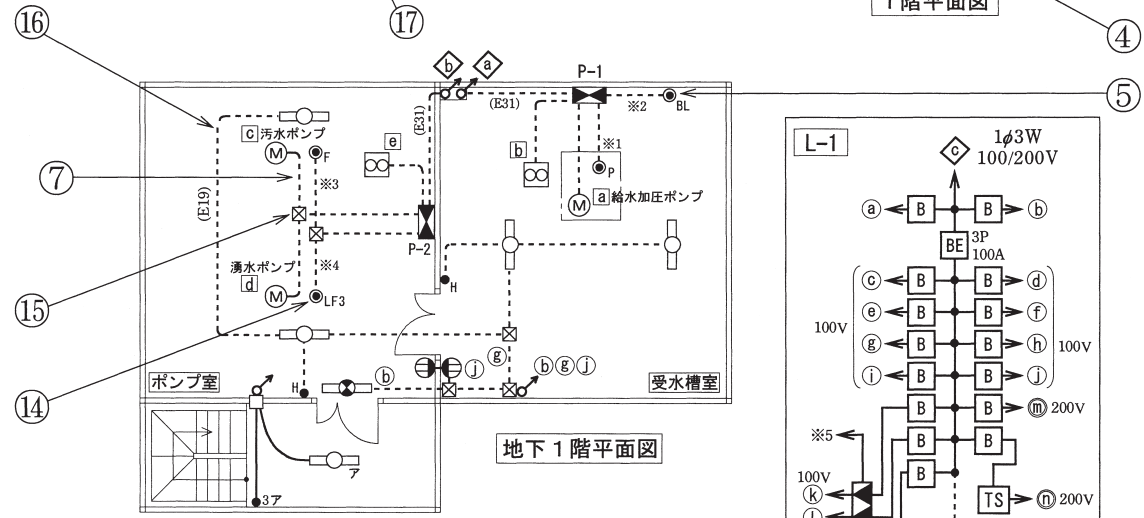 1階平面図
⑯
⑰
④
b
a
P-1
(E31)
※2
BL
⑤
c 汚水ポンプ
F
e
(E31)
b
※1
P
M
⑦
※3
(E19)
M
a 給水加圧ポンプ
P-2
湧水ポンプ
d
※4
M
LF3
H
⑮
ⓖ
ⓙ
ⓑ
ⓑⓖⓙ
ポンプ室
H
受水槽室
⑭
地下1階平面図
ア
3ア
L-1
1φ3W
100/200V
c
ⓐ B B ⓑ
BE 3P
100A
ⓒ B B ⓓ
ⓔ B B ⓕ
100V
ⓖ B B ⓗ 100V
ⓘ B B ⓙ
B B ⓜ 200V
※5
B B
100V
B
ⓚ
TS ⓝ 200V
ⓛ